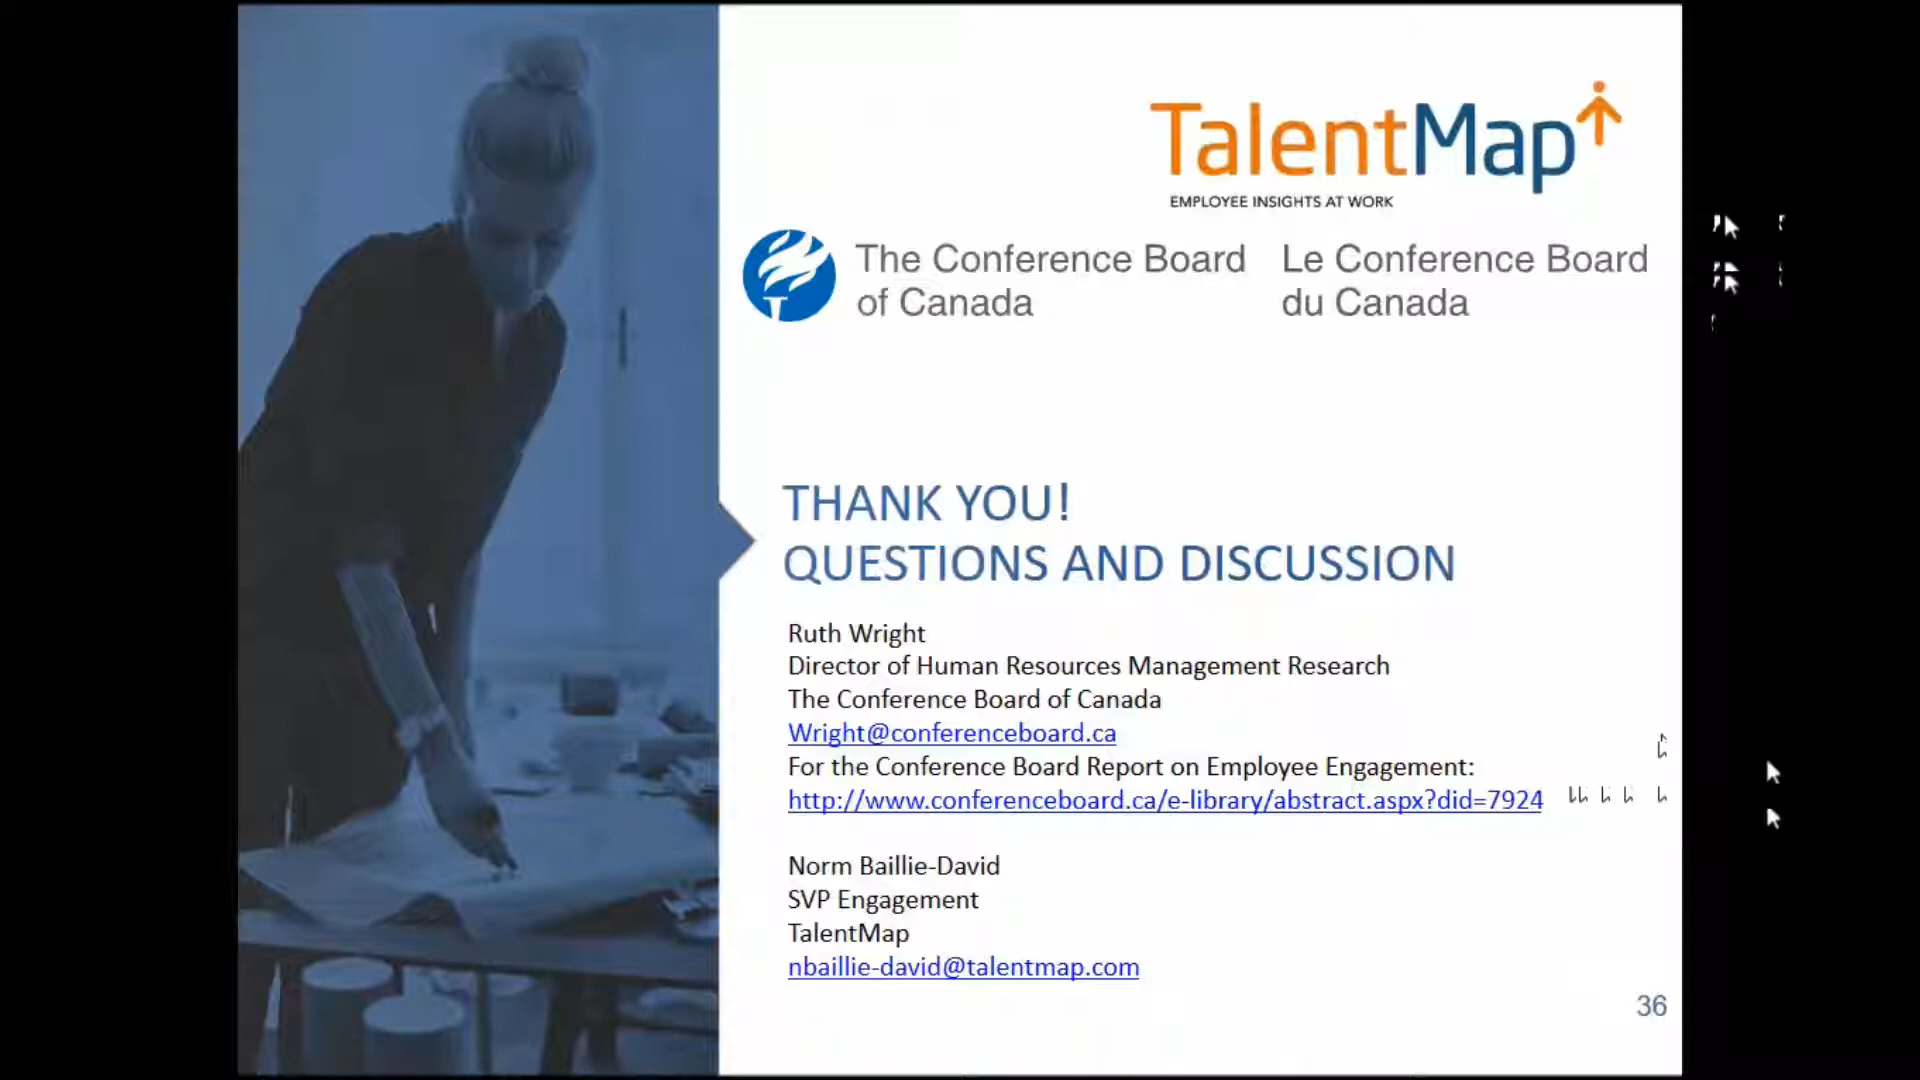 TalentMap
EMPLOYEE INSIGHTS AT WORK
The Conference Board
of Canada
Le Conference Board
du Canada
THANK YOU!
QUESTIONS AND DISCUSSION
Ruth Wright
Director of Human Resources Management Research
The Conference Board of Canada
Wright@conferenceboard.ca
For the Conference Board Report on Employee Engagement:
http://www.conferenceboard.ca/e-library/abstract.aspx?did=7924
Norm Baillie-David
SVP Engagement
TalentMap
nbaillie-david@talentmap.com
36